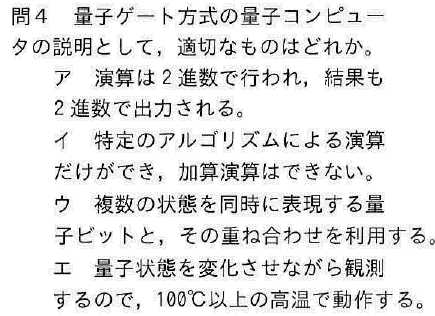 問4 量子ゲート方式の量子コンピュー
タの説明として，適切なものはどれか。
ア 演算は2進数で行われ，結果も
2進数で出力される。
イ 特定のアルゴリズムによる演算
だけができ，加算演算はできない。
ウ 複数の状態を同時に表現する量
子ビットと，その重ね合わせを利用する。
エ 量子状態を変化させながら観測
するので，100℃以上の高温で動作する。